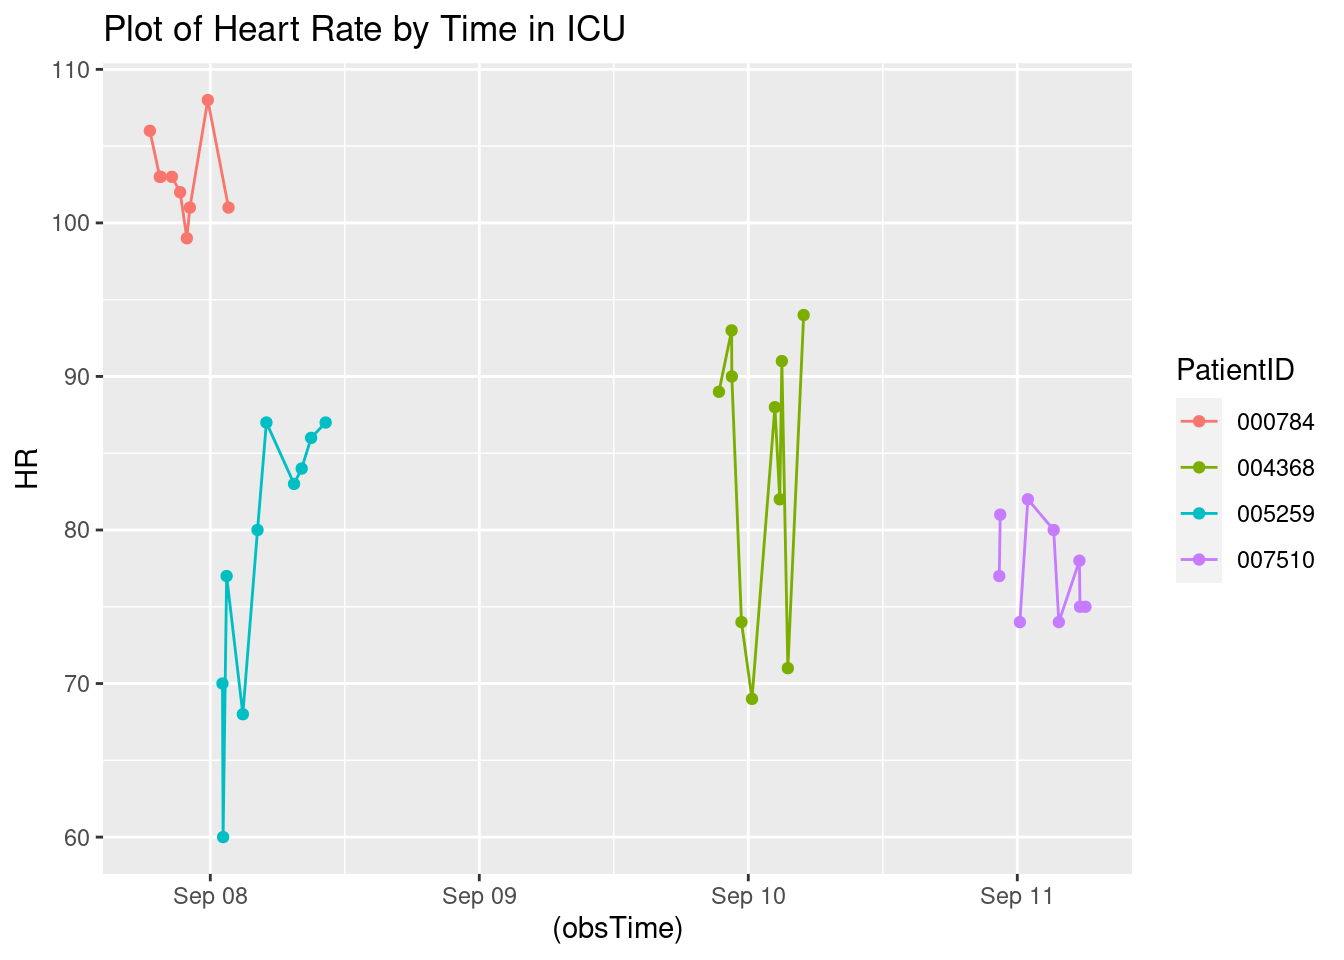 Plot of Heart Rate by Time in ICU
110
100
90
80
70
60
HR
Sep 08
Sep 09
Sep 10
Sep 11
(obsTime)
PatientID
000784
004368
005259
007510